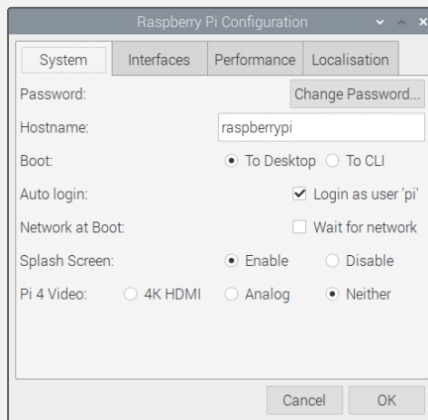 Raspberry Pi Configuration
System Interfaces Performance Localisation
Password: Change Password...
Hostname: raspberrypi
Boot: To Desktop To CLI
Auto login: Login as user 'pi'
Network at Boot: Wait for network
Splash Screen: Enable Disable
Pi 4 Video: 4K HDMI Analog Neither
Cancel OK